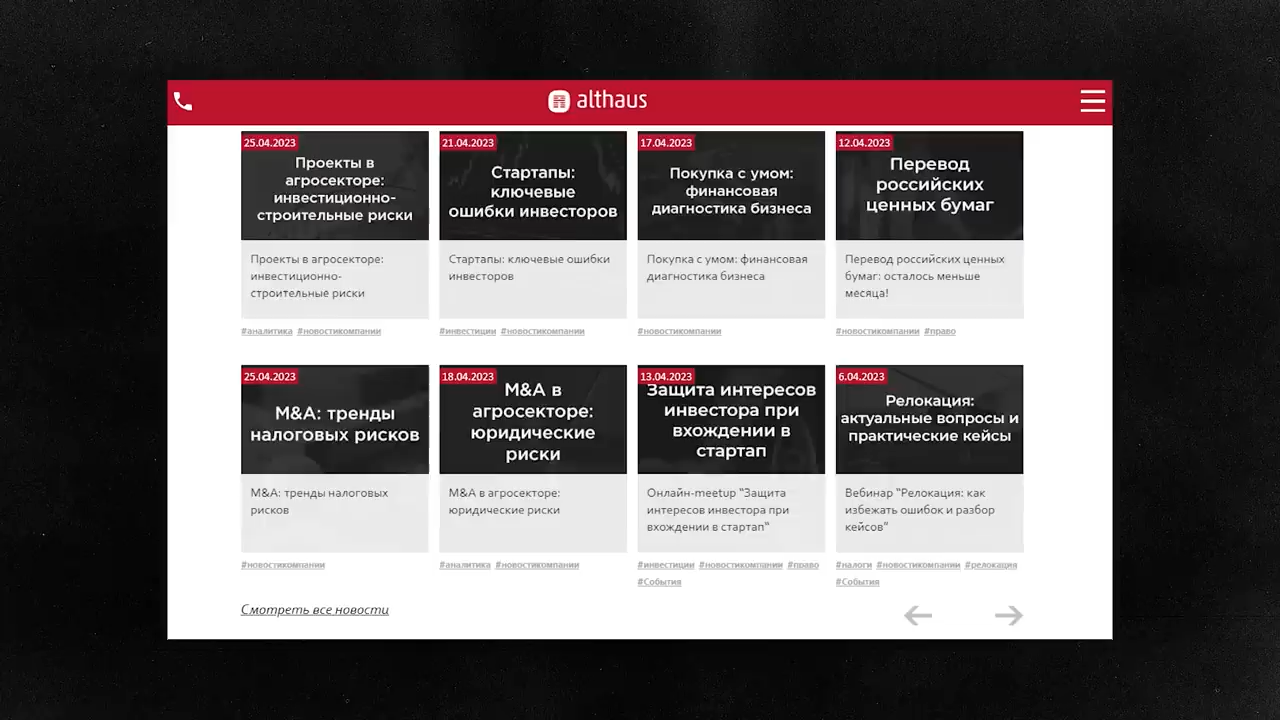 althaus
25.04.2023
Проекты в
агросекторе:
инвестиционно-
строительные риски
Проекты в агросекторе:
инвестиционно-
строительные риски
#аналитика #новостикомпании
21.04.2023
Стартапы:
ключевые
ошибки инвесторов
Стартапы: ключевые ошибки
инвесторов
#инвестиции #новостикомпании
17.04.2023
Покупка с умом:
финансовая
диагностика бизнеса
Покупка с умом: финансовая
диагностика бизнеса
#новостикомпании
12.04.2023
Перевод
российских
ценных бумаг
Перевод российских ценных
бумаг: осталось меньше
месяца!
#новостикомпании #право
25.04.2023
М&А: тренды
налоговых рисков
М&А: тренды налоговых
рисков
#новостикомпании
18.04.2023
М&А в
агросекторе:
юридические
риски
М&А в агросекторе:
юридические риски
#аналитика #новостикомпании
13.04.2023
Защита интересов
инвестора при
вхождении в
стартап
Онлайн-meetup "Защита
интересов инвестора при
вхождении в стартап"
#инвестиции #новостикомпании #право
#События
6.04.2023
Релокация:
актуальные вопросы и
практические кейсы
Вебинар "Релокация: как
избежать ошибок и разбор
кейсов"
#налоги #новостикомпании #релокация
#События
Смотреть все новости